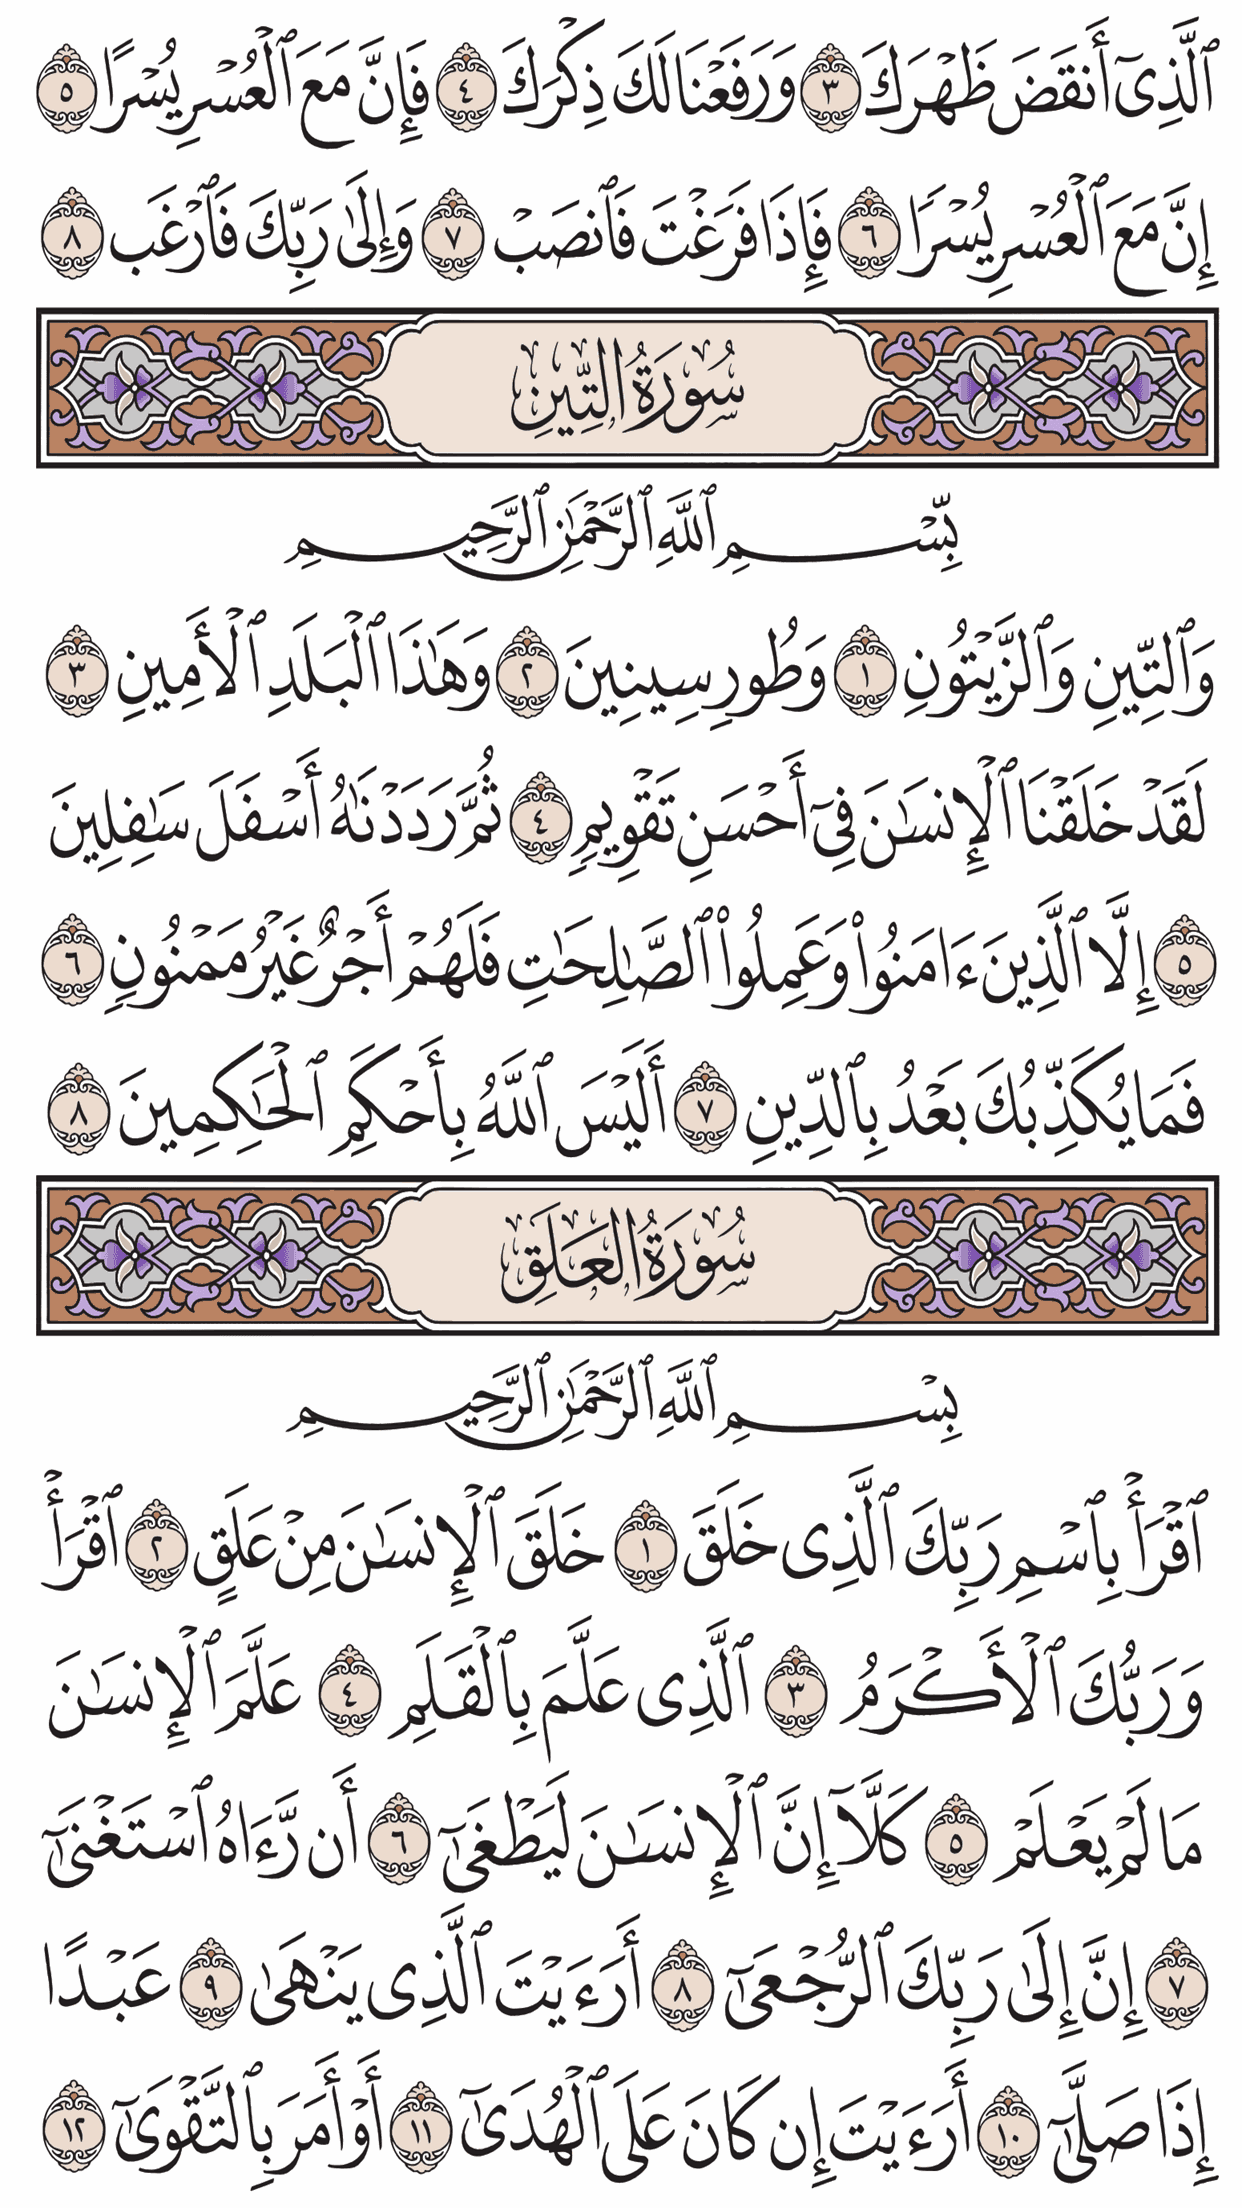 ٱلَّذِىٓ أَنقَضَ ظَهْرَكَ ٣ وَرَفَعْنَا لَكَ ذِكْرَكَ ٤ فَإِنَّ مَعَ ٱلْعُسْرِ يُسْرًا ٥
إِنَّ مَعَ ٱلْعُسْرِ يُسْرًا ٦ فَإِذَا فَرَغْتَ فَٱنصَبْ ٧ وَإِلَىٰ رَبِّكَ فَٱرْغَب ٨
سُورَةُ التِّينِ
بِّسْمِ ٱللَّهِ ٱلرَّحْمَٰنِ ٱلرَّحِيمِ
وَٱلتِّينِ وَٱلزَّيْتُونِ ١ وَطُورِ سِينِينَ ٢ وَهَٰذَا ٱلْبَلَدِ ٱلْأَمِينِ ٣
لَقَدْ خَلَقْنَا ٱلْإِنسَٰنَ فِىٓ أَحْسَنِ تَقْوِيمٍ ٤ ثُمَّ رَدَدْنَٰهُ أَسْفَلَ سَٰفِلِينَ
٥ إِلَّا ٱلَّذِينَ ءَامَنُوا۟ وَعَمِلُوا۟ ٱلصَّٰلِحَٰتِ فَلَهُمْ أَجْرٌ غَيْرُ مَمْنُونٍ ٦
فَمَا يُكَذِّبُكَ بَعْدُ بِٱلدِّينِ ٧ أَلَيْسَ ٱللَّهُ بِأَحْكَمِ ٱلْحَٰكِمِينَ ٨
سُورَةُ العَلَقِ
بِسْمِ ٱللَّهِ ٱلرَّحْمَٰنِ ٱلرَّحِيمِ
ٱقْرَأْ بِٱسْمِ رَبِّكَ ٱلَّذِى خَلَقَ ١ خَلَقَ ٱلْإِنسَٰنَ مِنْ عَلَقٍ ٢ ٱقْرَأْ
وَرَبُّكَ ٱلْأَكْرَمُ ٣ ٱلَّذِى عَلَّمَ بِٱلْقَلَمِ ٤ عَلَّمَ ٱلْإِنسَٰنَ
مَا لَمْ يَعْلَمْ ٥ كَلَّآ إِنَّ ٱلْإِنسَٰنَ لَيَطْغَىٰٓ ٦ أَن رَّءَاهُ ٱسْتَغْنَىٰٓ
٧ إِنَّ إِلَىٰ رَبِّكَ ٱلرُّجْعَىٰٓ ٨ أَرَءَيْتَ ٱلَّذِى يَنْهَىٰ ٩ عَبْدًا
إِذَا صَلَّىٰٓ ١٠ أَرَءَيْتَ إِن كَانَ عَلَى ٱلْهُدَىٰٓ ١١ أَوْ أَمَرَ بِٱلتَّقْوَىٰٓ ١٢